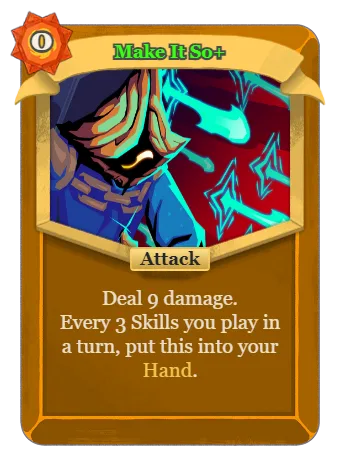 0
Make It So+
Attack
Deal 9 damage.
Every 3 Skills you play in
a turn, put this into your
Hand.